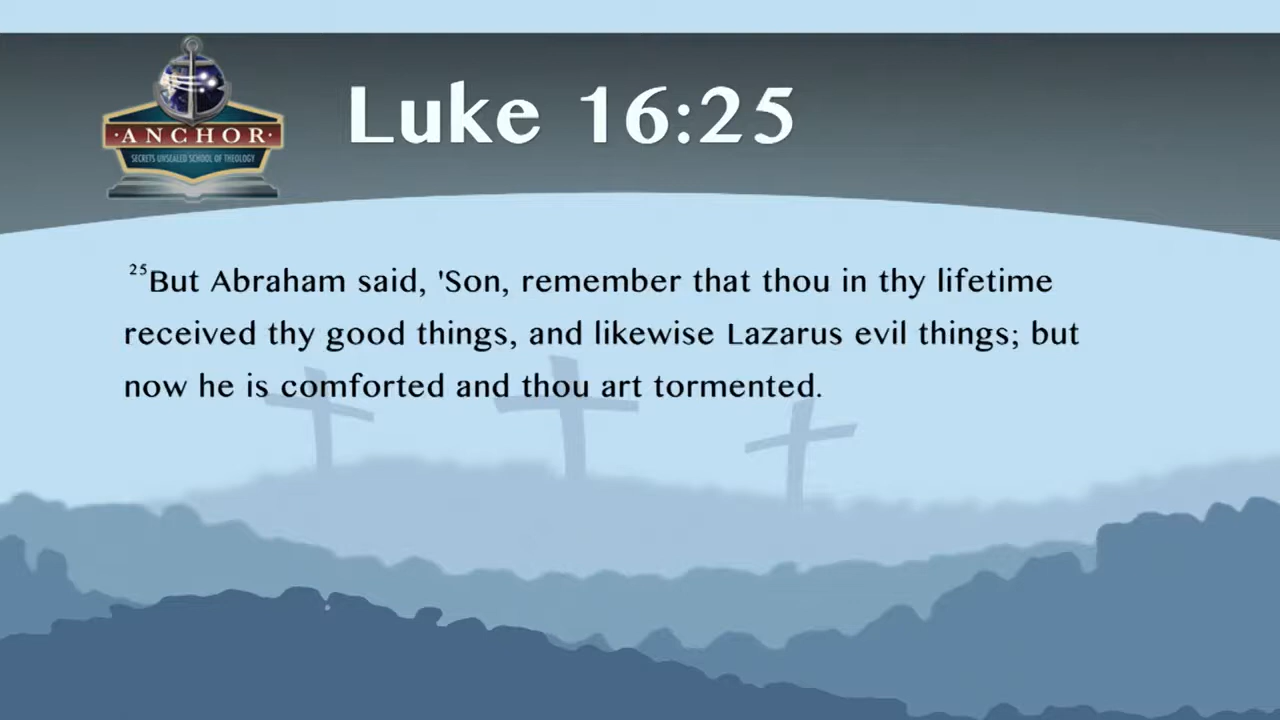 ·ANCHOR·
SECRETS UNSEALED SCHOOL OF THEOLOGY
Luke 16:25
25But Abraham said, 'Son, remember that thou in thy lifetime
received thy good things, and likewise Lazarus evil things; but
now he is comforted and thou art tormented.